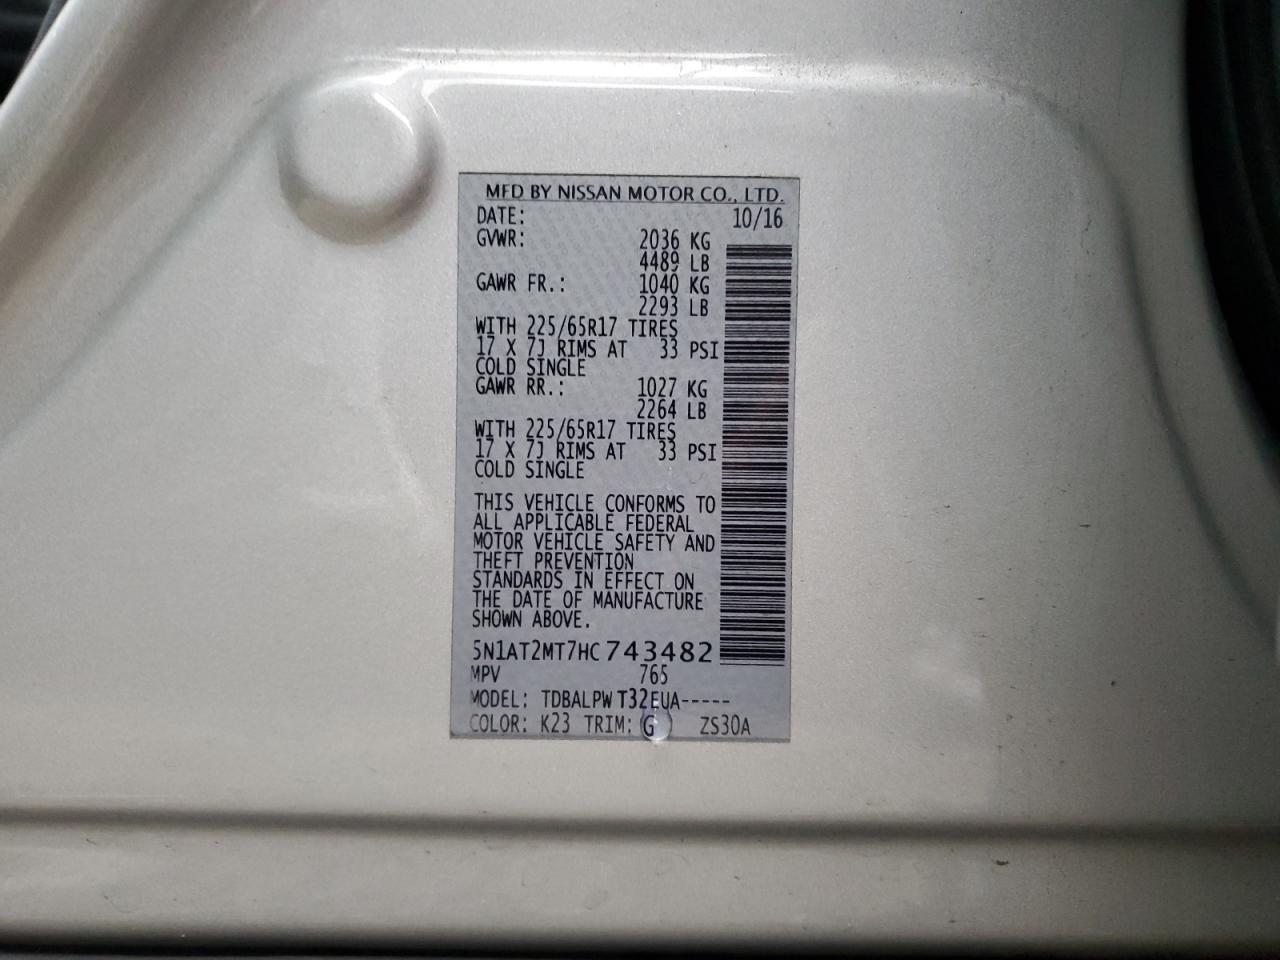 MFD BY NISSAN MOTOR CO., LTD.
DATE: 10/16
GVWR: 2036 KG
4489 LB
GAWR FR.: 1040 KG
2293 LB
WITH 225/65R17 TIRES
17 X 7J RIMS AT 33 PSI
COLD SINGLE
GAWR RR.: 1027 KG
2264 LB
WITH 225/65R17 TIRES
17 X 7J RIMS AT 33 PSI
COLD SINGLE
THIS VEHICLE CONFORMS TO
ALL APPLICABLE FEDERAL
MOTOR VEHICLE SAFETY AND
THEFT PREVENTION
STANDARDS IN EFFECT ON
THE DATE OF MANUFACTURE
SHOWN ABOVE.
5N1AT2MT7HC743482
MPV 765
MODEL: TDBALPW T32EUA-----
COLOR: K23 TRIM: G ZS30A